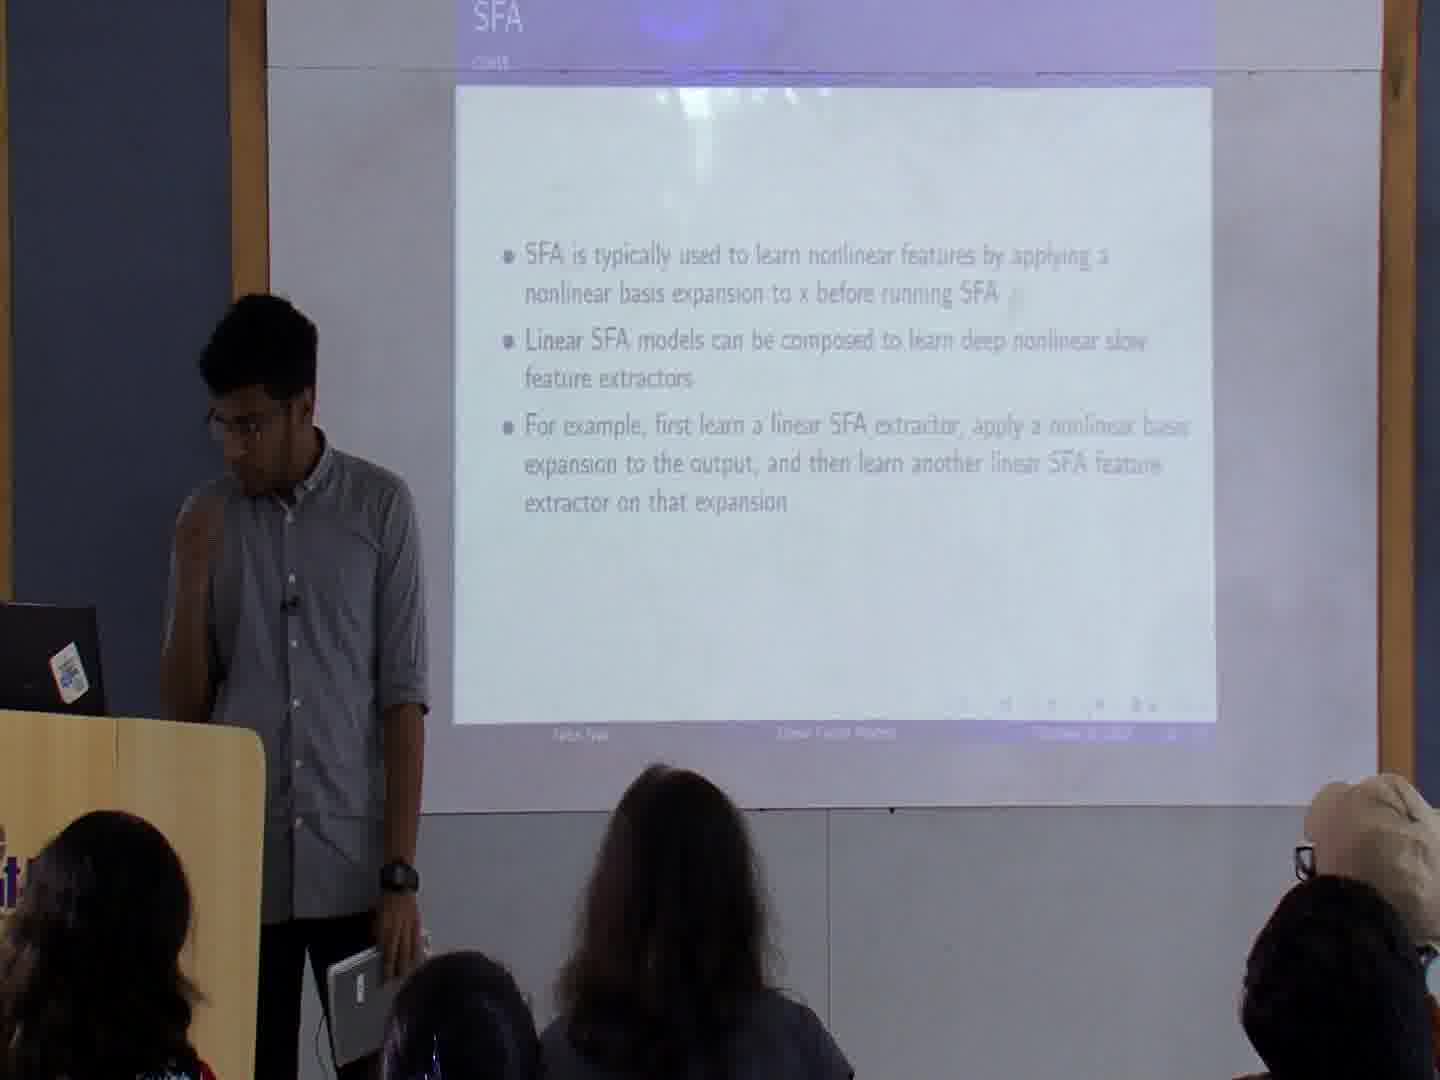 SFA
cont
• SFA is typically used to learn nonlinear features by applying a
nonlinear basis expansion to x before running SFA
• Linear SFA models can be composed to learn deep nonlinear slow
feature extractors
• For example, first learn a linear SFA extractor, apply a nonlinear basis
expansion to the output, and then learn another linear SFA feature
extractor on that expansion
Linear Factor Models